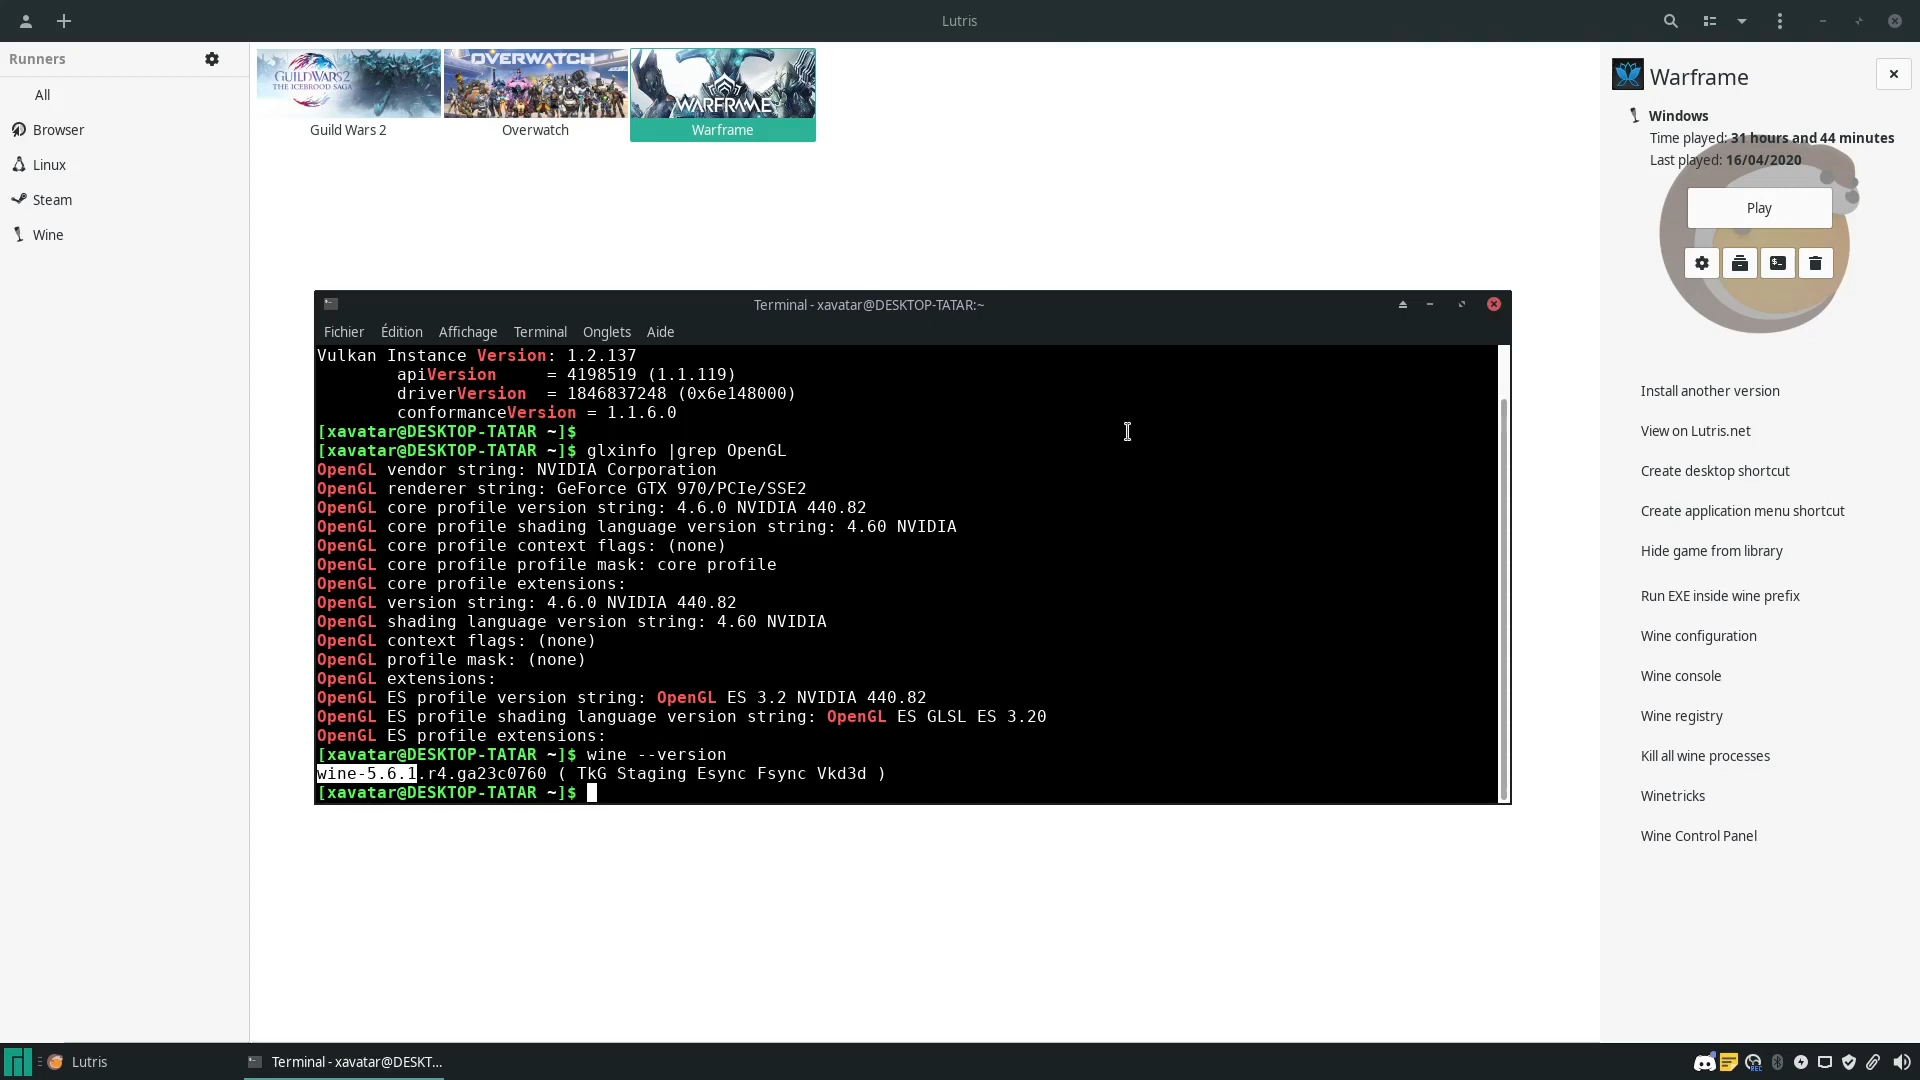 Lutris
Runners
All
Browser
Linux
Steam
Wine
GUILD WARS 2
THE ICEBROOD SAGA
OVERWATCH
WARFRAME
Guild Wars 2
Overwatch
Warframe
Terminal - xavatar@DESKTOP-TATAR:~
Fichier Édition Affichage Terminal Onglets Aide
Vulkan Instance Version: 1.2.137
apiVersion = 4198519 (1.1.119)
driverVersion = 1846837248 (0x6e148000)
conformanceVersion = 1.1.6.0
[xavatar@DESKTOP-TATAR ~]$
[xavatar@DESKTOP-TATAR ~]$ glxinfo |grep OpenGL
OpenGL vendor string: NVIDIA Corporation
OpenGL renderer string: GeForce GTX 970/PCIe/SSE2
OpenGL core profile version string: 4.6.0 NVIDIA 440.82
OpenGL core profile shading language version string: 4.60 NVIDIA
OpenGL core profile context flags: (none)
OpenGL core profile profile mask: core profile
OpenGL core profile extensions:
OpenGL version string: 4.6.0 NVIDIA 440.82
OpenGL shading language version string: 4.60 NVIDIA
OpenGL context flags: (none)
OpenGL profile mask: (none)
OpenGL extensions:
OpenGL ES profile version string: OpenGL ES 3.2 NVIDIA 440.82
OpenGL ES profile shading language version string: OpenGL ES GLSL ES 3.20
OpenGL ES profile extensions:
[xavatar@DESKTOP-TATAR ~]$ wine --version
wine-5.6.1.r4.ga23c0760 ( TkG Staging Esync Fsync Vkd3d )
[xavatar@DESKTOP-TATAR ~]$
Warframe
Windows
Time played: 31 hours and 44 minutes
Last played: 16/04/2020
Play
Install another version
View on Lutris.net
Create desktop shortcut
Create application menu shortcut
Hide game from library
Run EXE inside wine prefix
Wine configuration
Wine console
Wine registry
Kill all wine processes
Winetricks
Wine Control Panel
Lutris
Terminal - xavatar@DESKT...
REC